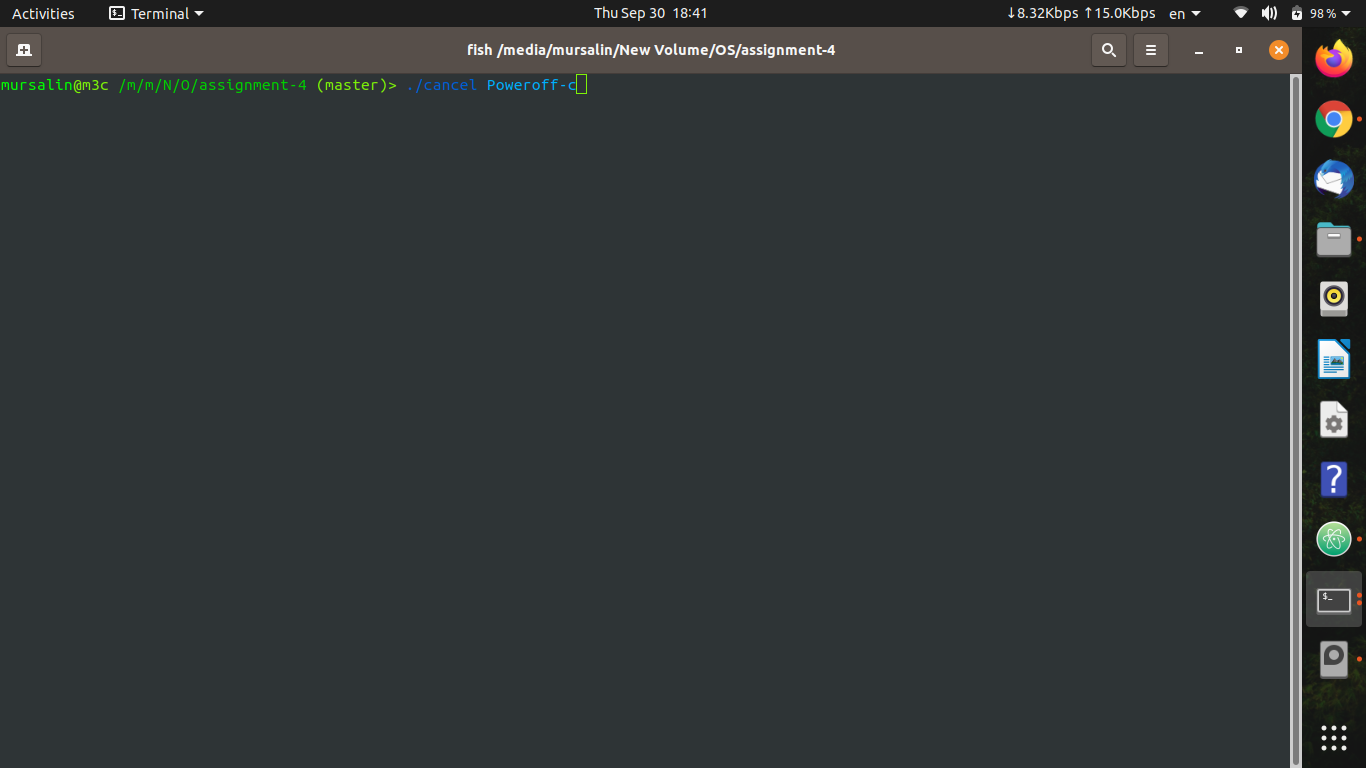 Activities Terminal Thu Sep 30 18:41 ↓8.32Kbps ↑15.0Kbps en 98 %
fish /media/mursalin/New Volume/OS/assignment-4
mursalin@m3c /m/m/N/O/assignment-4 (master)> ./cancel Poweroff-c
$_
?